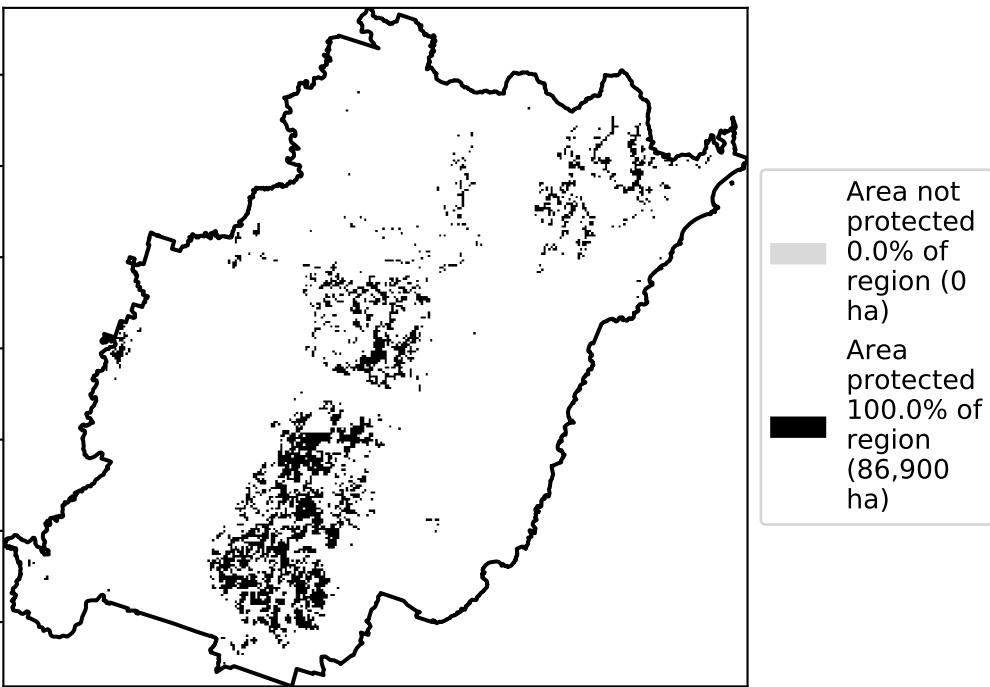 Area not
protected
0.0% of
region (0
ha)
Area
protected
100.0% of
region
(86,900
ha)